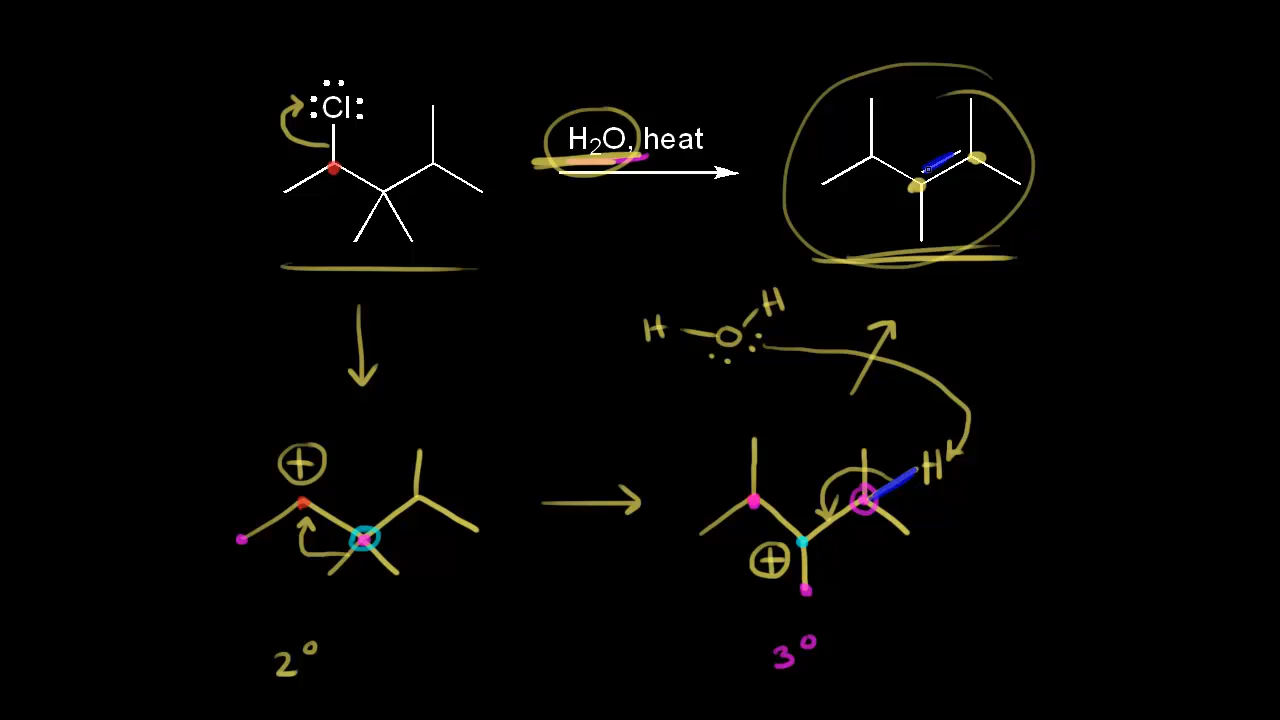 Cl
H₂O, heat
H
H O
+
H
+
2°
3°